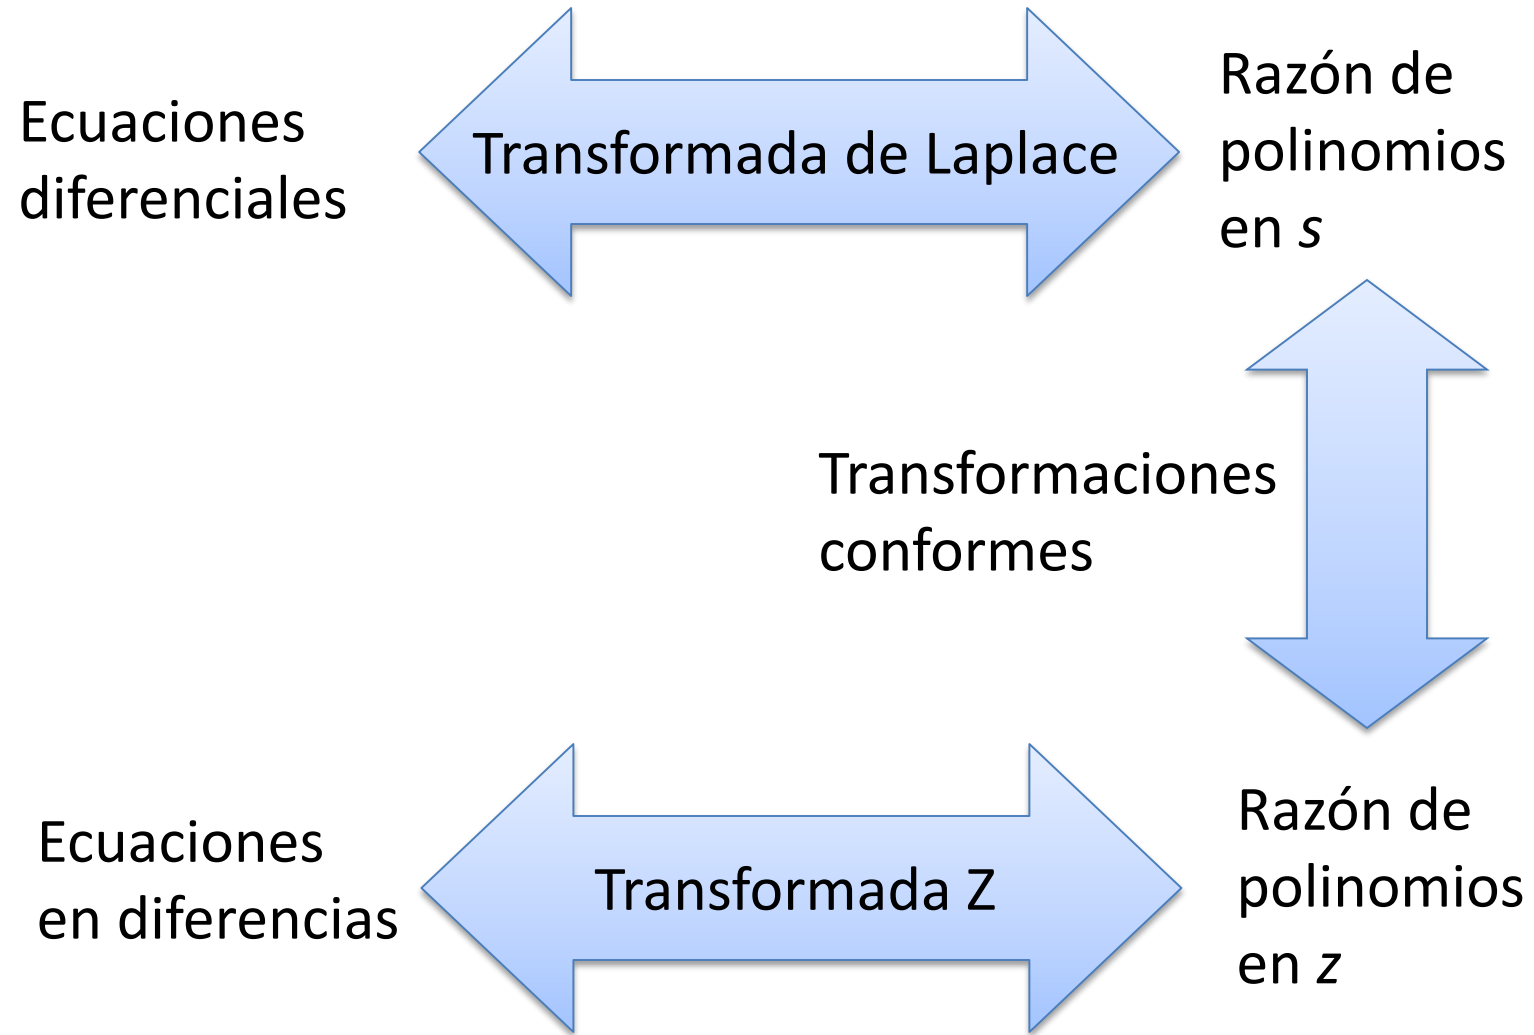 Ecuaciones
diferenciales
Transformada de Laplace
Razón de
polinomios
en s
Transformaciones
conformes
Ecuaciones
en diferencias
Transformada Z
Razón de
polinomios
en z